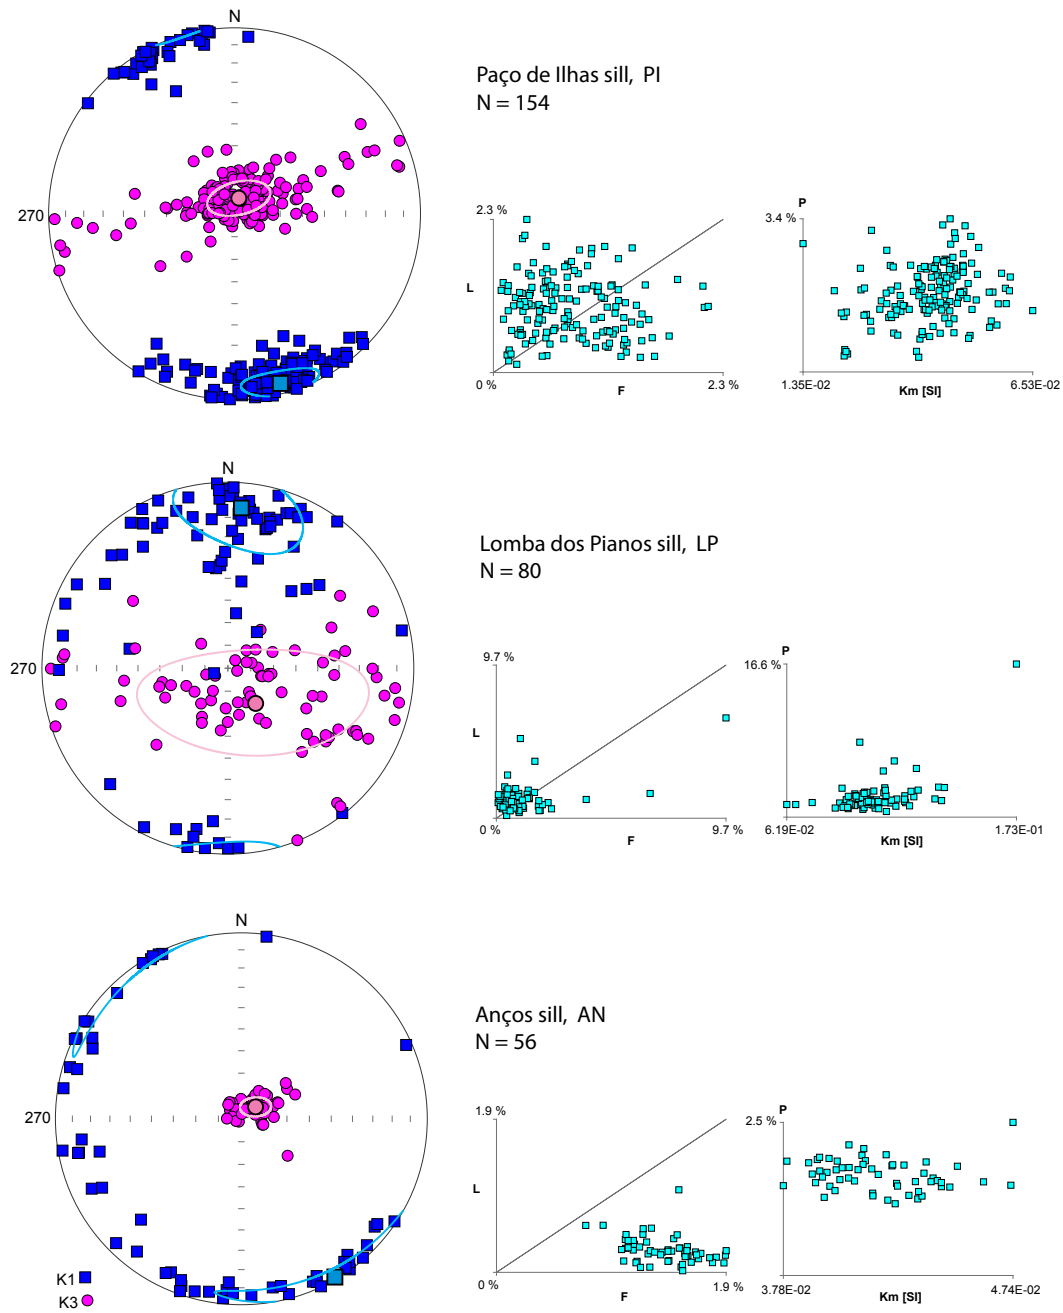 N
Paço de Ilhas sill, PI
N = 154
270
2.3 %
L
0 %
F
2.3 %
P
3.4 %
1.35E-02
Km [SI]
6.53E-02
N
Lomba dos Pianos sill, LP
N = 80
270
9.7 %
L
0 %
F
9.7 %
P
16.6 %
6.19E-02
Km [SI]
1.73E-01
N
Anços sill, AN
N = 56
270
1.9 %
L
0 %
F
1.9 %
P
2.5 %
3.78E-02
Km [SI]
4.74E-02
K1
K3